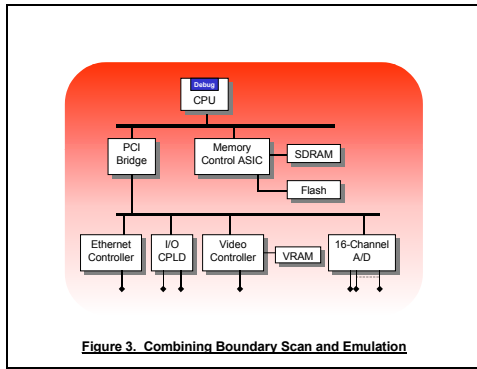 Debug
CPU
PCI
Bridge
Memory
Control ASIC
SDRAM
Flash
Ethernet
Controller
I/O
CPLD
Video
Controller
VRAM
16-Channel
A/D
Figure 3. Combining Boundary Scan and Emulation